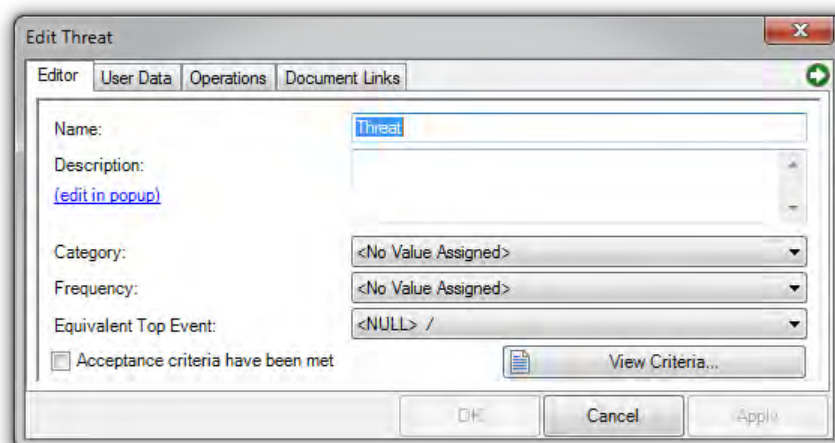 Edit Threat
Editor User Data Operations Document Links
Name: Threat
Description:
(edit in popup)
Category: <No Value Assigned>
Frequency: <No Value Assigned>
Equivalent Top Event: <NULL> /
Acceptance criteria have been met View Criteria...
OK Cancel Apply